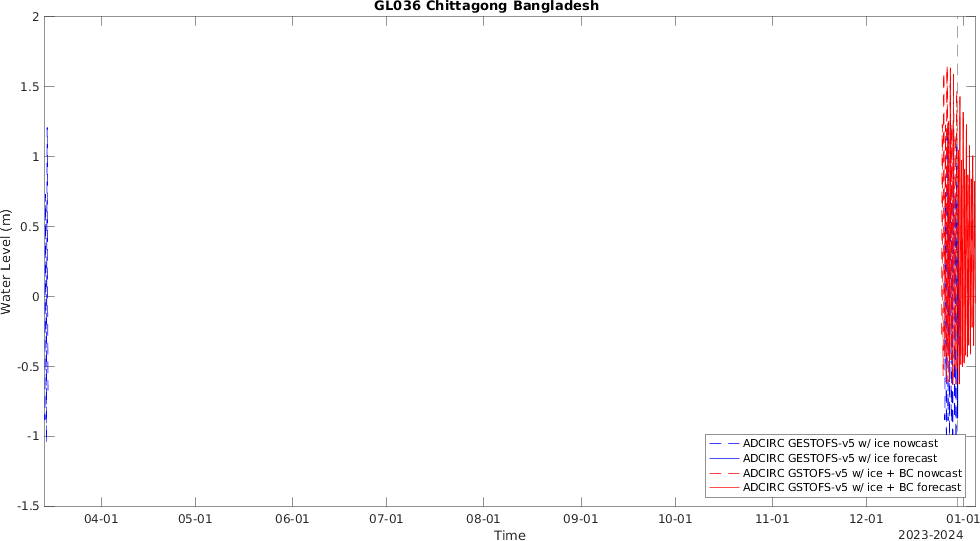 GL036 Chittagong Bangladesh
2
1.5
1
0.5
0
-0.5
-1
-1.5
Water Level (m)
ADCIRC GESTOFS-v5 w/ ice nowcast
ADCIRC GESTOFS-v5 w/ ice forecast
ADCIRC GSTOFS-v5 w/ ice + BC nowcast
ADCIRC GSTOFS-v5 w/ ice + BC forecast
04-01 05-01 06-01 07-01 08-01 09-01 10-01 11-01 12-01 01-01
Time
2023-2024